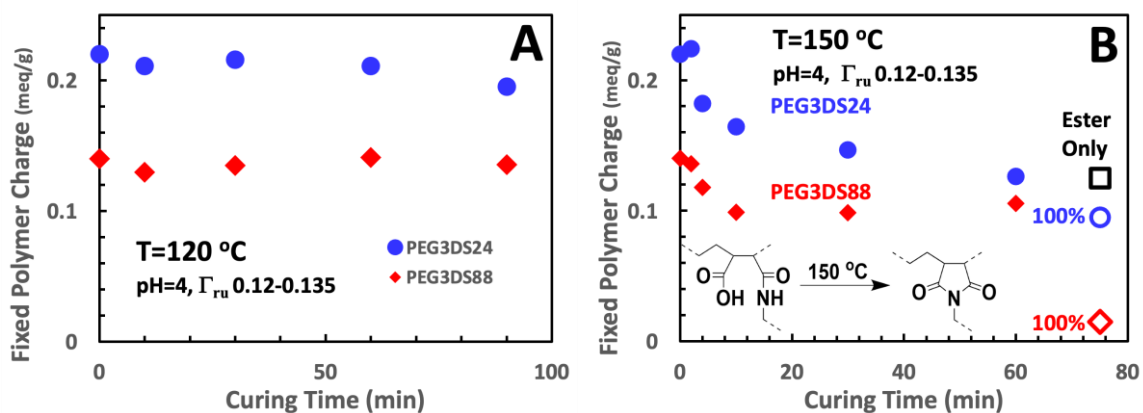 A
Fixed Polymer Charge (meq/g)
0.2
0.1
0
T=120 °C
pH=4, Γru 0.12-0.135
PEG3DS24
PEG3DS88
0
50
100
Curing Time (min)
B
Fixed Polymer Charge (meq/g)
0.2
0.1
0
T=150 °C
pH=4, Γru 0.12-0.135
PEG3DS24
PEG3DS88
Ester
Only
100%
100%
O
OH
O
NH
150 °C
O
N
O
0
20
40
60
80
Curing Time (min)